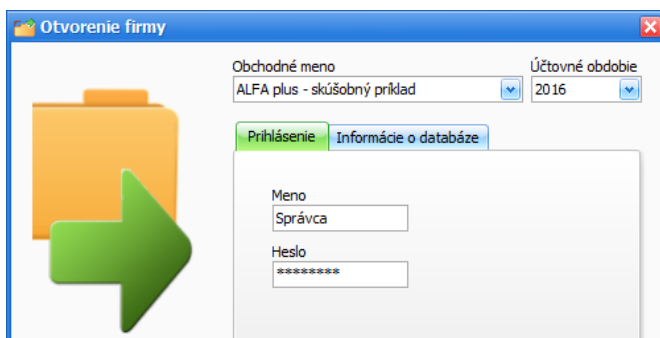 Otvorenie firmy
Obchodné meno
Účtovné obdobie
ALFA plus - skúšobný príklad
2016
Prihlásenie
Informácie o databáze
Meno
Správca
Heslo
********